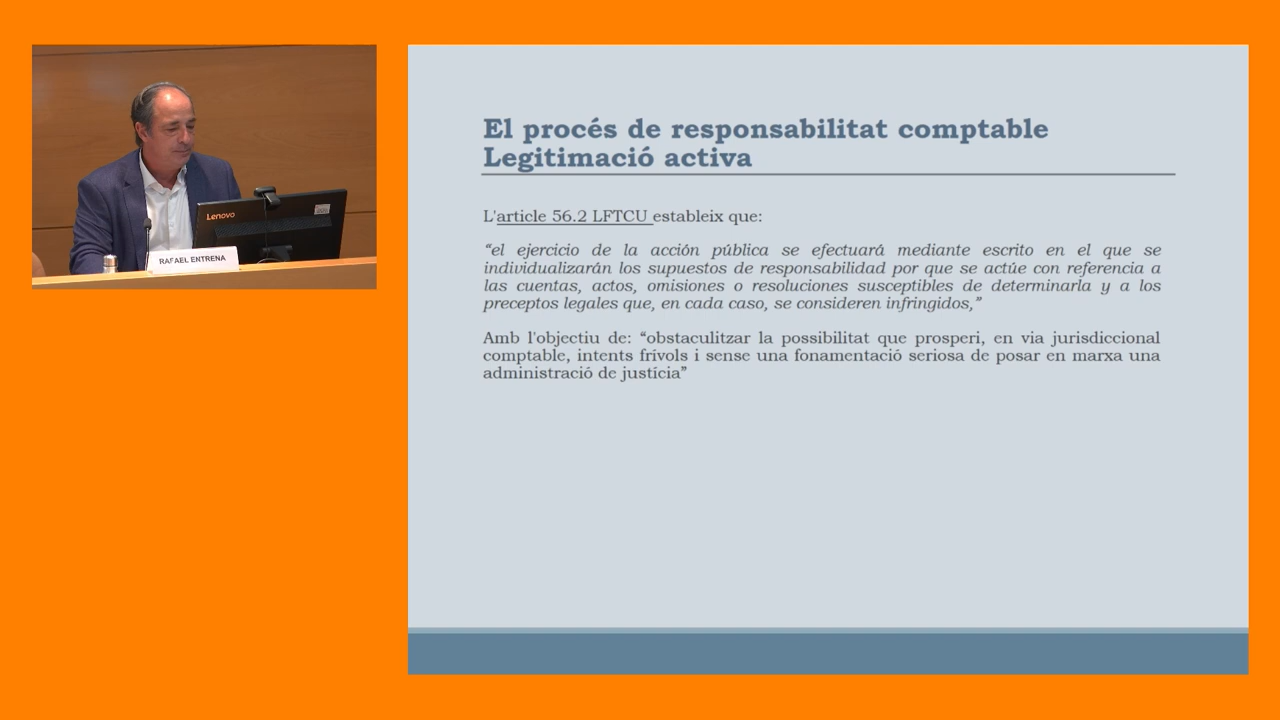 Lenovo
RAFAEL ENTRENA
El procés de responsabilitat comptable
Legitimació activa
L'article 56.2 LFTCU estableix que:
“el ejercicio de la acción pública se efectuará mediante escrito en el que se
individualizarán los supuestos de responsabilidad por que se actúe con referencia a
las cuentas, actos, omisiones o resoluciones susceptibles de determinarla y a los
preceptos legales que, en cada caso, se consideren infringidos,”
Amb l'objectiu de: “obstaculitzar la possibilitat que prosperi, en via jurisdiccional
comptable, intents frívols i sense una fonamentació seriosa de posar en marxa una
administració de justícia”